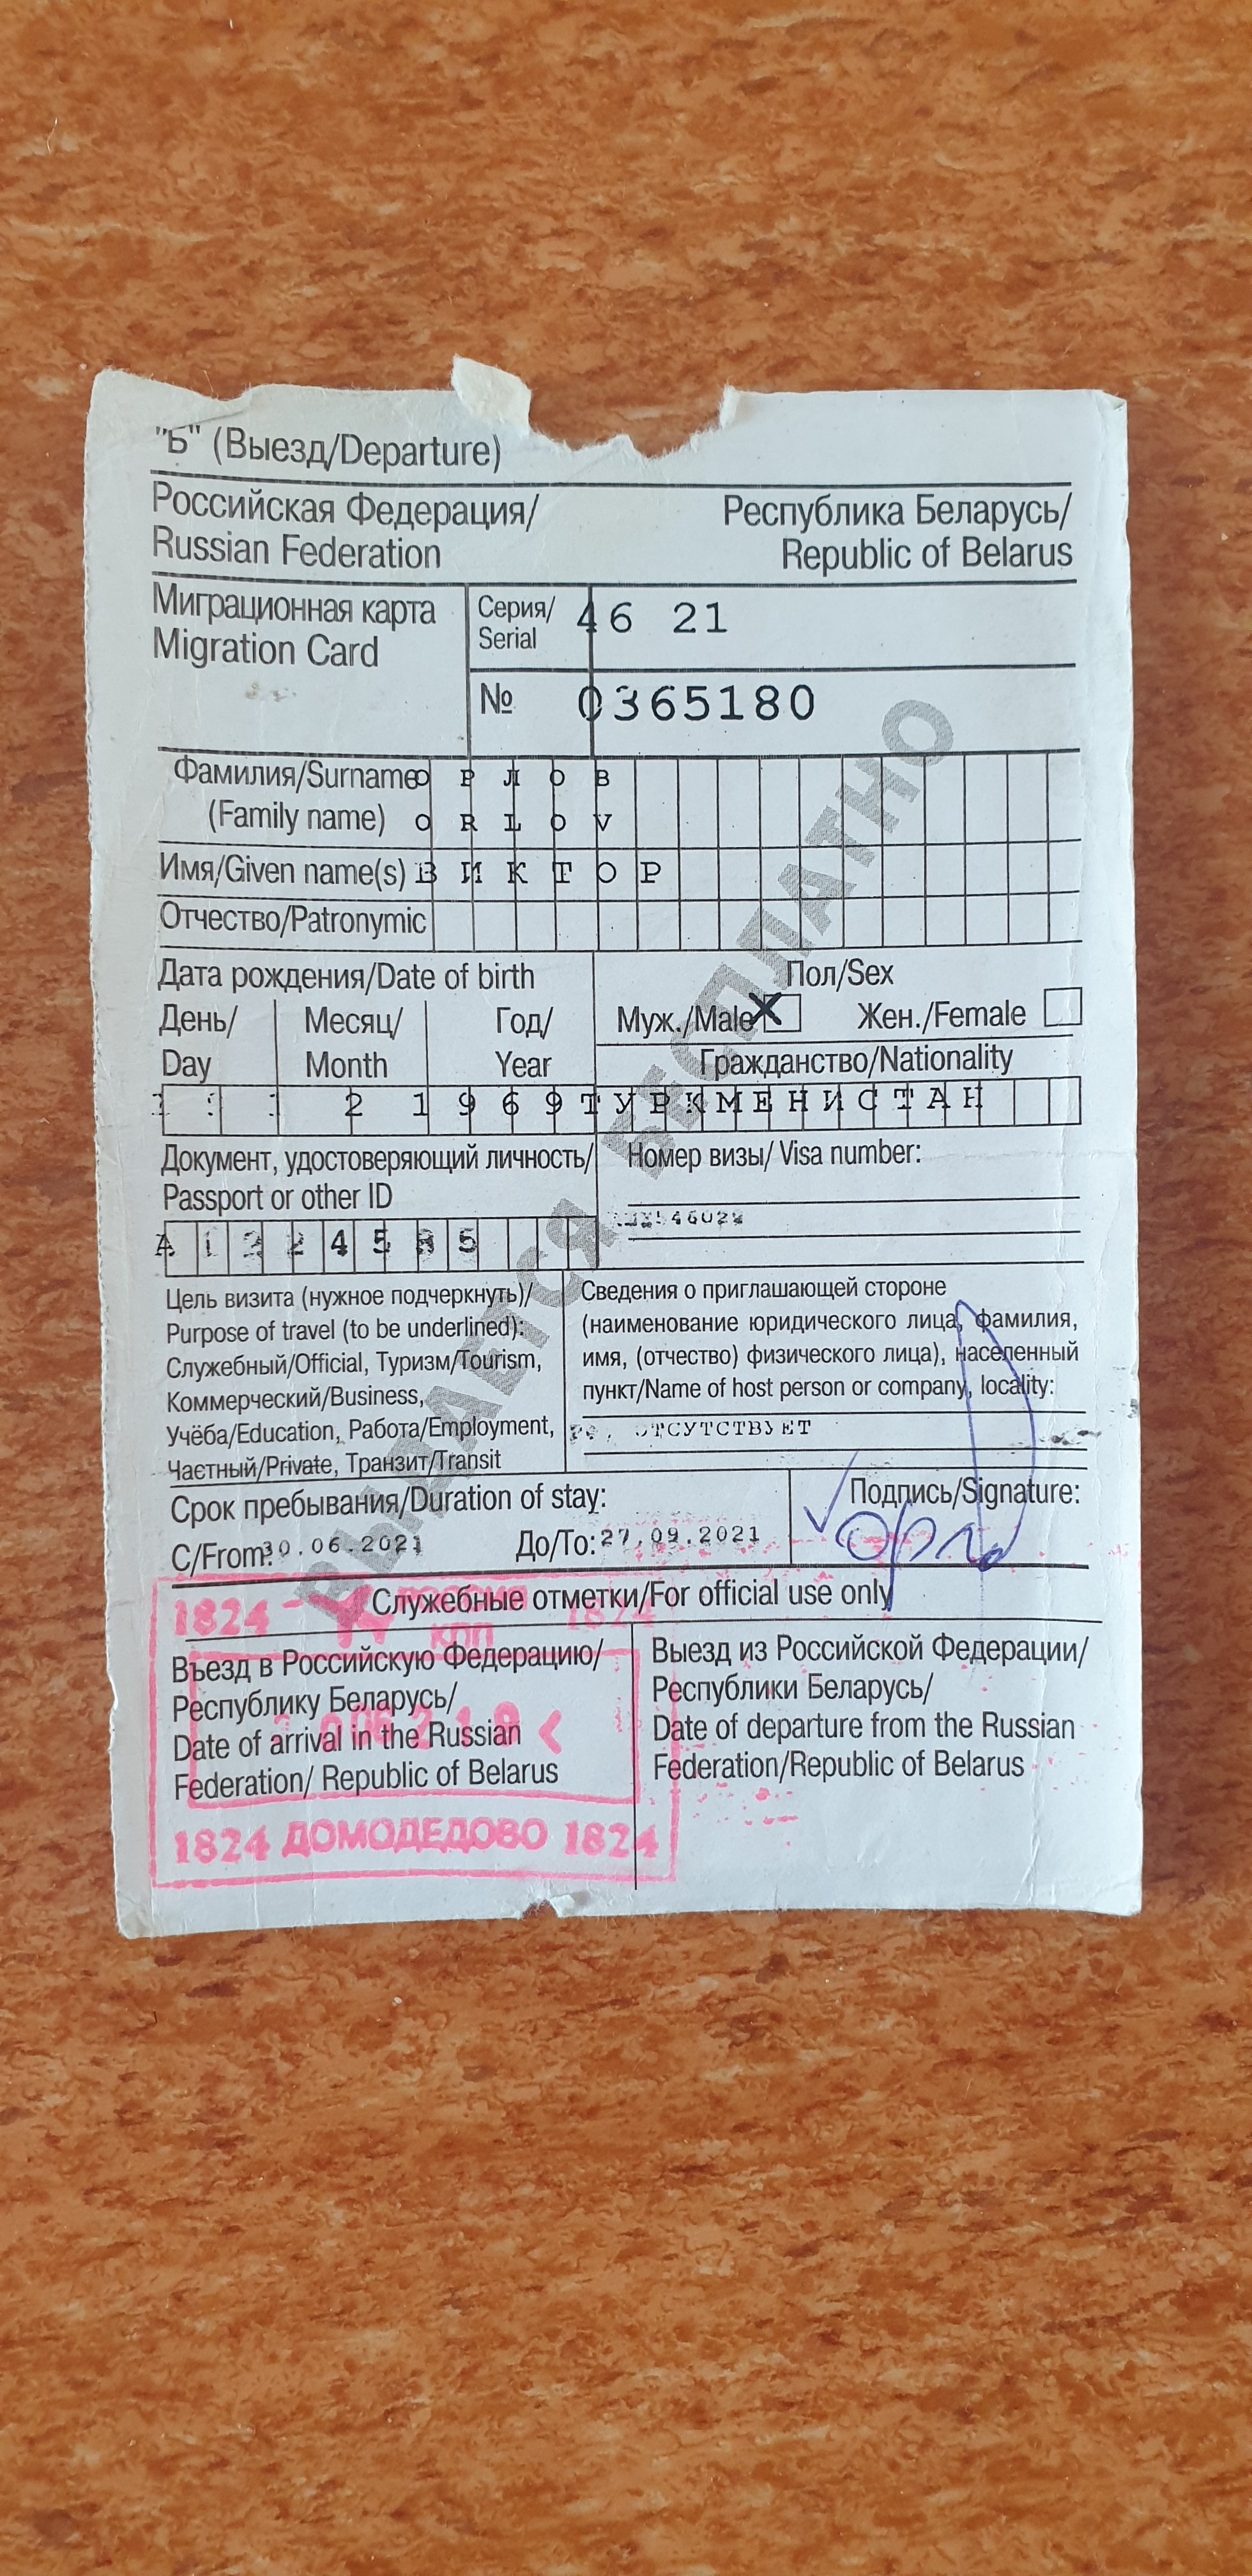 "Б" (Выезд/Departure)
Российская Федерация/
Russian Federation
Республика Беларусь/
Republic of Belarus
Миграционная карта
Migration Card
Серия/
Serial
46 21
№ 0365180
Фамилия/Surname ОРЛОВ
(Family name) ORLOV
Имя/Given name(s) ВИКТОР
Отчество/Patronymic
Дата рождения/Date of birth
День/
Day
Месяц/
Month
Год/
Year
2 1969
Пол/Sex
Муж./Male X Жен./Female
Гражданство/Nationality
ТУРКМЕНИСТАН
Документ, удостоверяющий личность/
Passport or other ID
Номер визы/ Visa number:
Цель визита (нужное подчеркнуть)/
Purpose of travel (to be underlined):
Служебный/Official, Туризм/Tourism,
Коммерческий/Business,
Учёба/Education, Работа/Employment,
Частный/Private, Транзит/Transit
Сведения о приглашающей стороне
(наименование юридического лица, фамилия,
имя, (отчество) физического лица), населенный
пункт/Name of host person or company, locality:
ОТСУТСТВУЕТ
Срок пребывания/Duration of stay:
С/From: 30.06.2021 До/To: 27.09.2021
Подпись/Signature:
Служебные отметки/For official use only
Въезд в Российскую Федерацию/
Республику Беларусь/
Date of arrival in the Russian
Federation/ Republic of Belarus
Выезд из Российской Федерации/
Республики Беларусь/
Date of departure from the Russian
Federation/Republic of Belarus
ВЫДАЕТСЯ БЕСПЛАТНО
1824 РОССИЯ 1824
КПП
1824 ДОМОДЕДОВО 1824